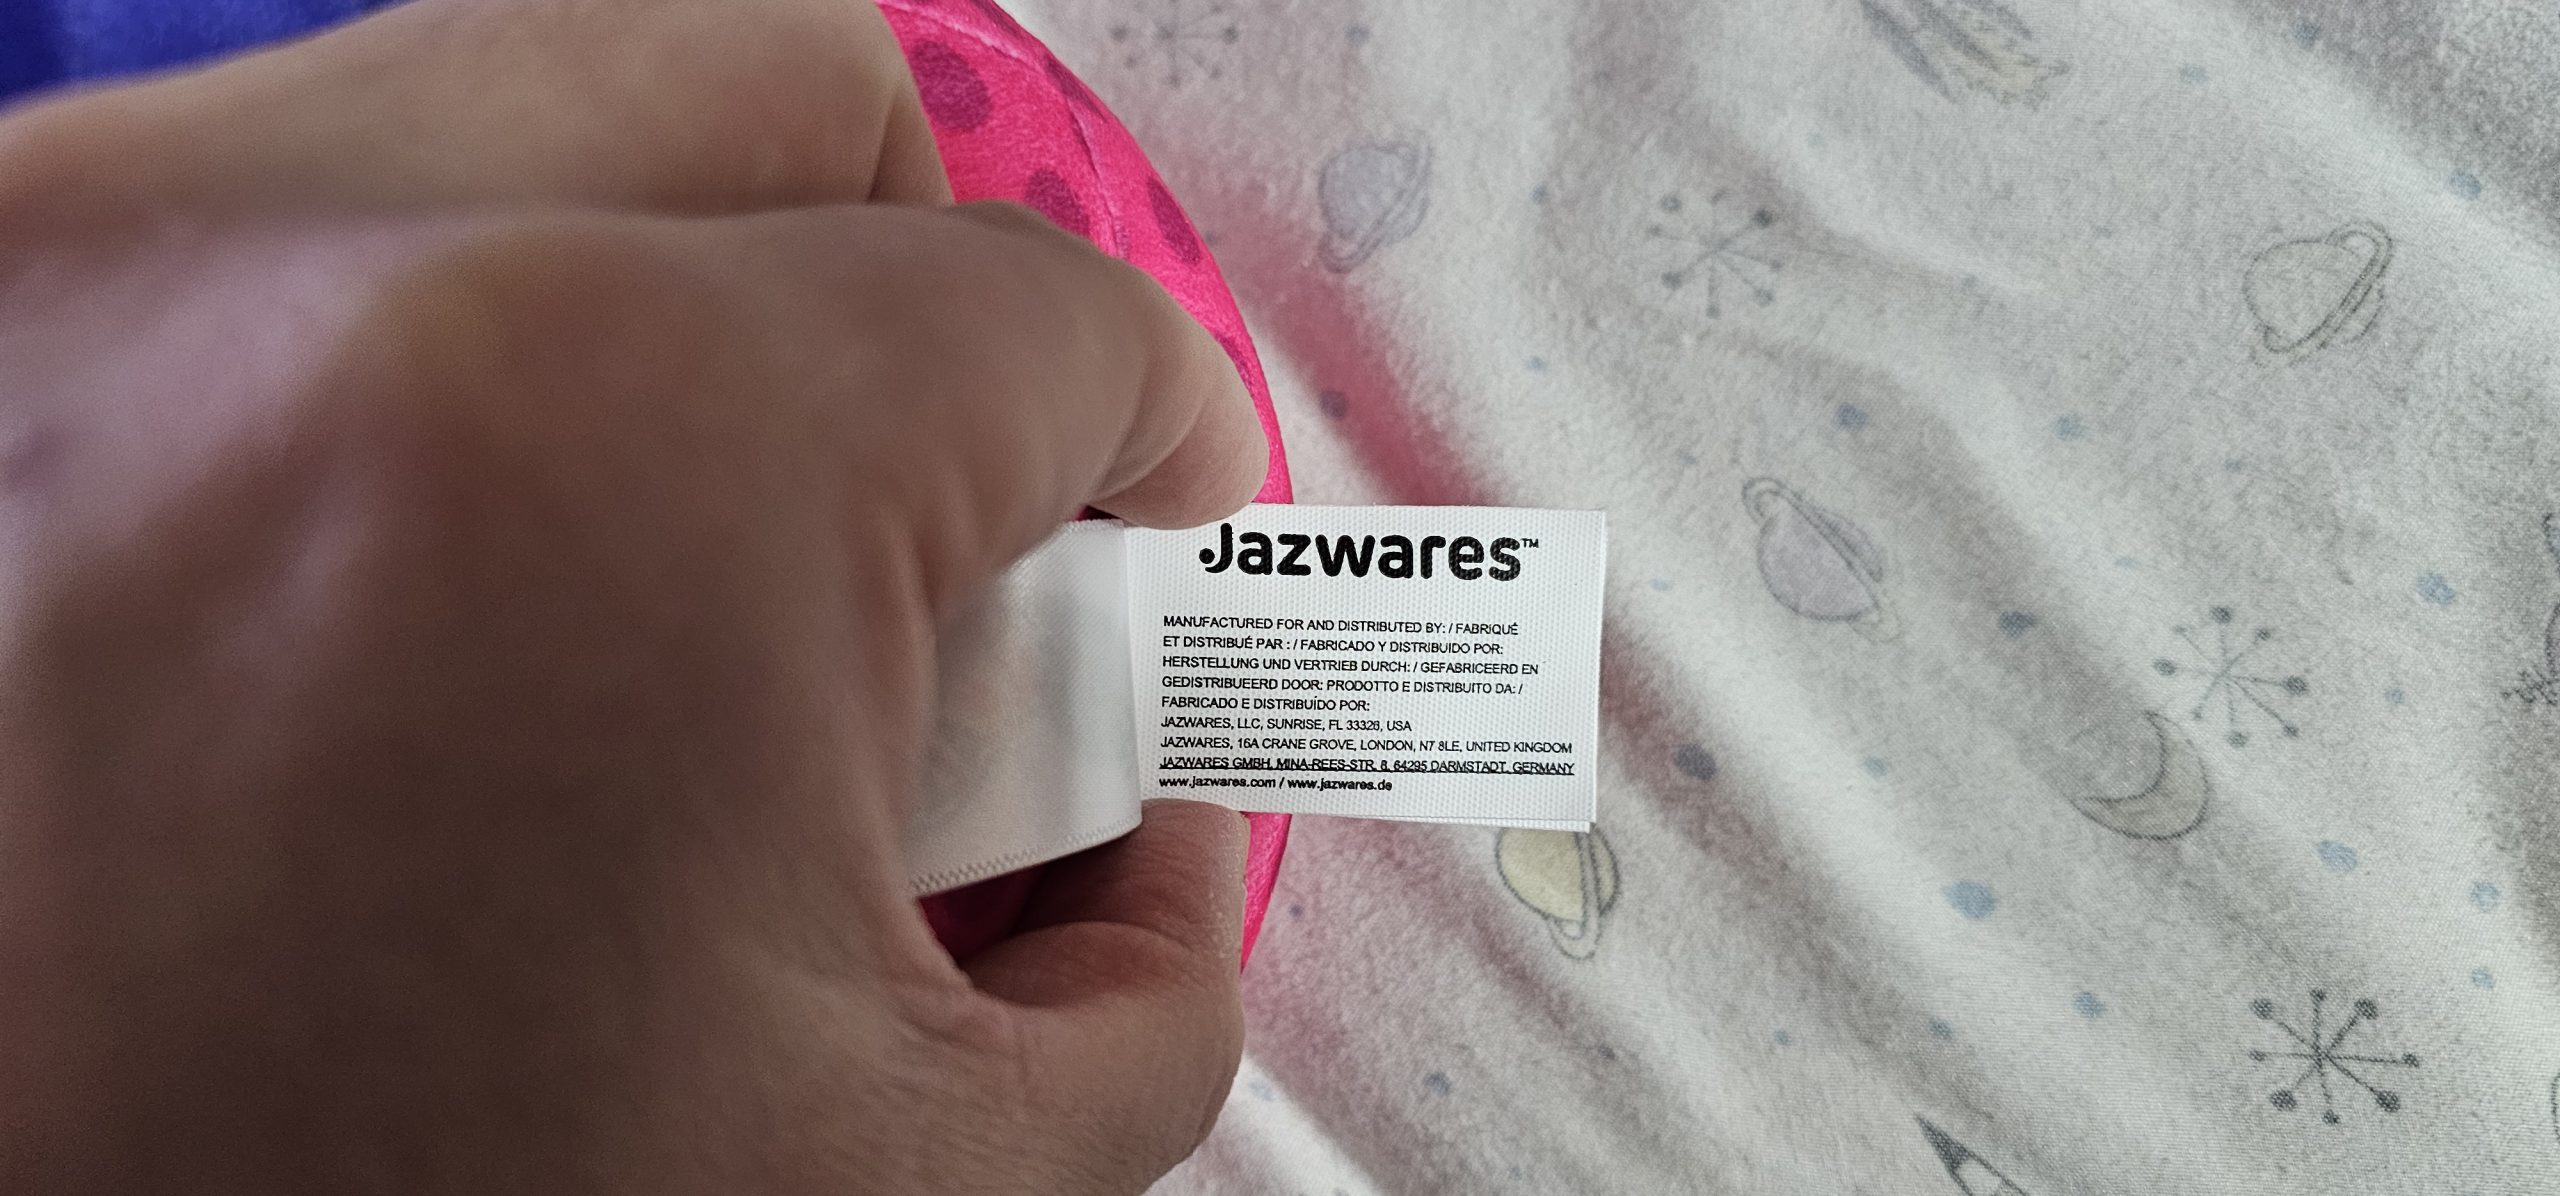 Jazwares™
MANUFACTURED FOR AND DISTRIBUTED BY: / FABRIQUÉ
ET DISTRIBUÉ PAR : / FABRICADO Y DISTRIBUIDO POR:
HERSTELLUNG UND VERTRIEB DURCH: / GEFABRICEERD EN
GEDISTRIBUEERD DOOR: PRODOTTO E DISTRIBUITO DA: /
FABRICADO E DISTRIBUÍDO POR:
JAZWARES, LLC, SUNRISE, FL 33326, USA
JAZWARES, 16A CRANE GROVE, LONDON, N7 8LE, UNITED KINGDOM
JAZWARES GMBH, MINA-REES-STR. 8, 64295 DARMSTADT, GERMANY
www.jazwares.com / www.jazwares.de